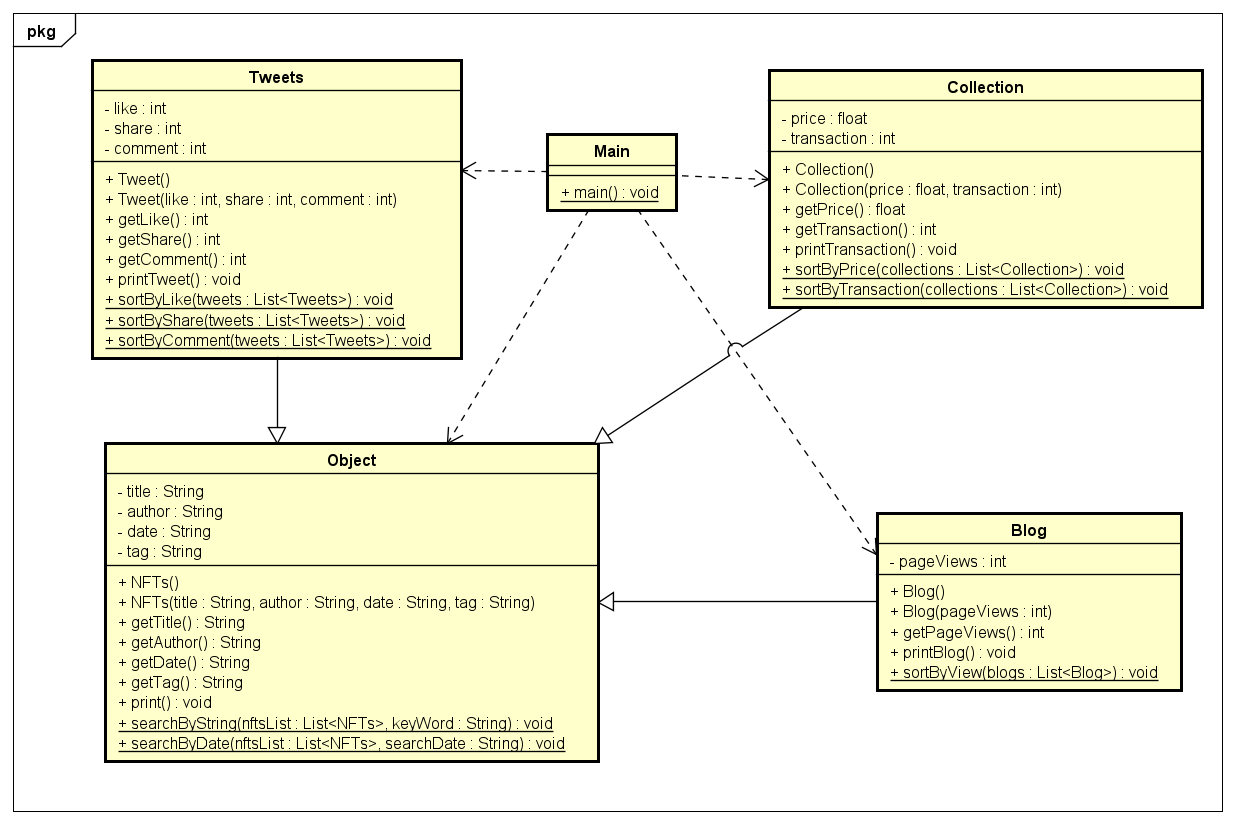 pkg
Tweets
- like : int
- share : int
- comment : int
+ Tweet()
+ Tweet(like : int, share : int, comment : int)
+ getLike() : int
+ getShare() : int
+ getComment() : int
+ printTweet() : void
+ sortByLike(tweets : List<Tweets>) : void
+ sortByShare(tweets : List<Tweets>) : void
+ sortByComment(tweets : List<Tweets>) : void
Main
+ main() : void
Collection
- price : float
- transaction : int
+ Collection()
+ Collection(price : float, transaction : int)
+ getPrice() : float
+ getTransaction() : int
+ printTransaction() : void
+ sortByPrice(collections : List<Collection>) : void
+ sortByTransaction(collections : List<Collection>) : void
Object
- title : String
- author : String
- date : String
- tag : String
+ NFTs()
+ NFTs(title : String, author : String, date : String, tag : String)
+ getTitle() : String
+ getAuthor() : String
+ getDate() : String
+ getTag() : String
+ print() : void
+ searchByString(nftsList : List<NFTs>, keyWord : String) : void
+ searchByDate(nftsList : List<NFTs>, searchDate : String) : void
Blog
- pageViews : int
+ Blog()
+ Blog(pageViews : int)
+ getPageViews() : int
+ printBlog() : void
+ sortByView(blogs : List<Blog>) : void